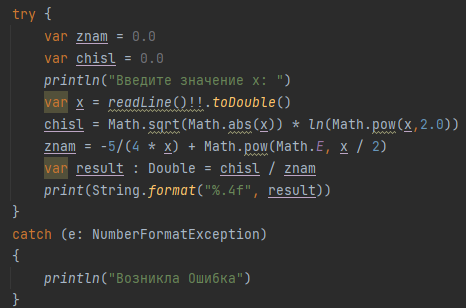 try {
    var znam = 0.0
    var chisl = 0.0
    println("Введите значение x: ")
    var x = readLine()!!.toDouble()
    chisl = Math.sqrt(Math.abs(x)) * ln(Math.pow(x,2.0))
    znam = -5/(4 * x) + Math.pow(Math.E, x / 2)
    var result : Double = chisl / znam
    print(String.format("%.4f", result))
}
catch (e: NumberFormatException)
{
    println("Возникла Ошибка")
}